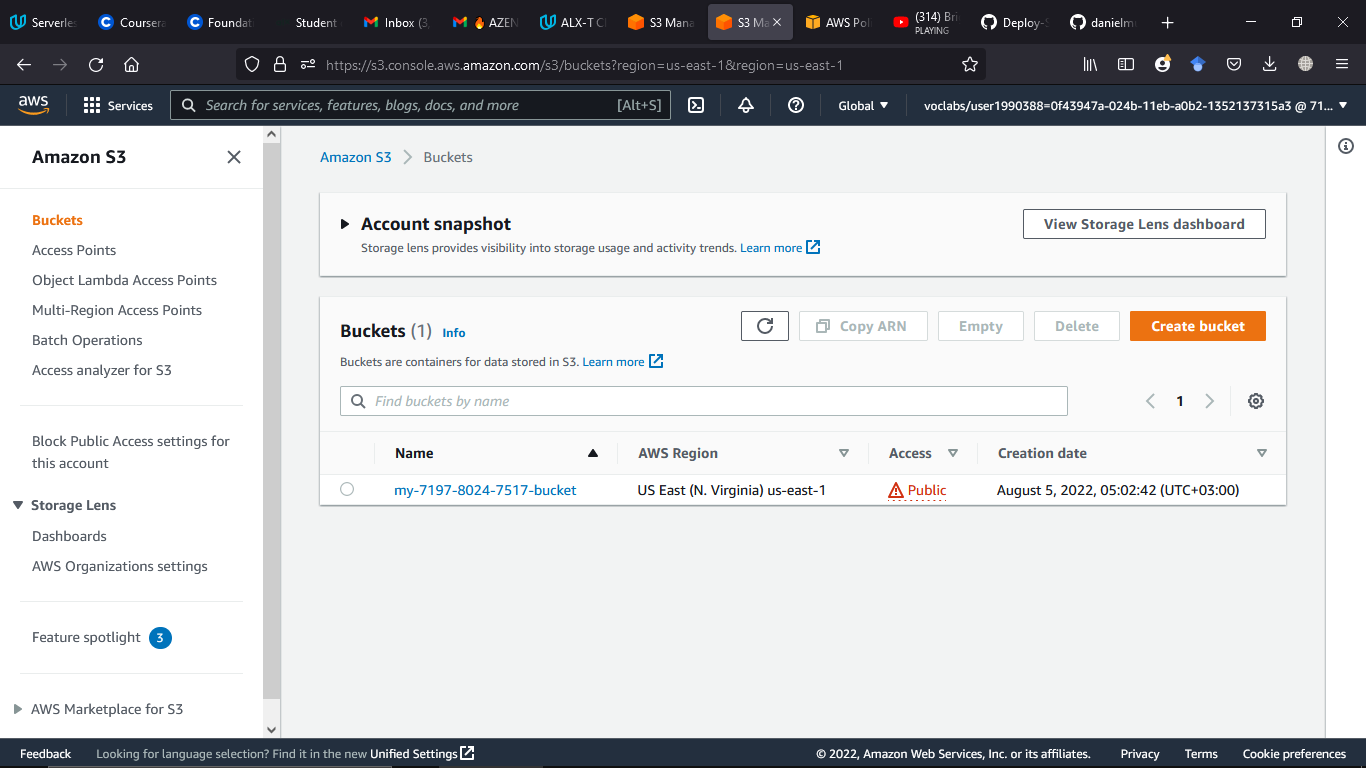 Serverles
Coursera
Foundati
Student
Inbox (3,
🔥 AZEN
ALX-T Cl
S3 Mana
S3 Ma
AWS Poli
(314) Bri
PLAYING
Deploy-S
danielmu
https://s3.console.aws.amazon.com/s3/buckets?region=us-east-1&region=us-east-1
aws
Services
Search for services, features, blogs, docs, and more
[Alt+S]
Global
voclabs/user1990388=0f43947a-024b-11eb-a0b2-1352137315a3 @ 71...
Amazon S3
Buckets
Access Points
Object Lambda Access Points
Multi-Region Access Points
Batch Operations
Access analyzer for S3
Block Public Access settings for
this account
Storage Lens
Dashboards
AWS Organizations settings
Feature spotlight 3
AWS Marketplace for S3
Amazon S3 > Buckets
Account snapshot
Storage lens provides visibility into storage usage and activity trends. Learn more
View Storage Lens dashboard
Buckets (1) Info
Buckets are containers for data stored in S3. Learn more
Copy ARN
Empty
Delete
Create bucket
Find buckets by name
1
Name AWS Region Access Creation date
my-7197-8024-7517-bucket US East (N. Virginia) us-east-1 Public August 5, 2022, 05:02:42 (UTC+03:00)
Feedback Looking for language selection? Find it in the new Unified Settings © 2022, Amazon Web Services, Inc. or its affiliates. Privacy Terms Cookie preferences